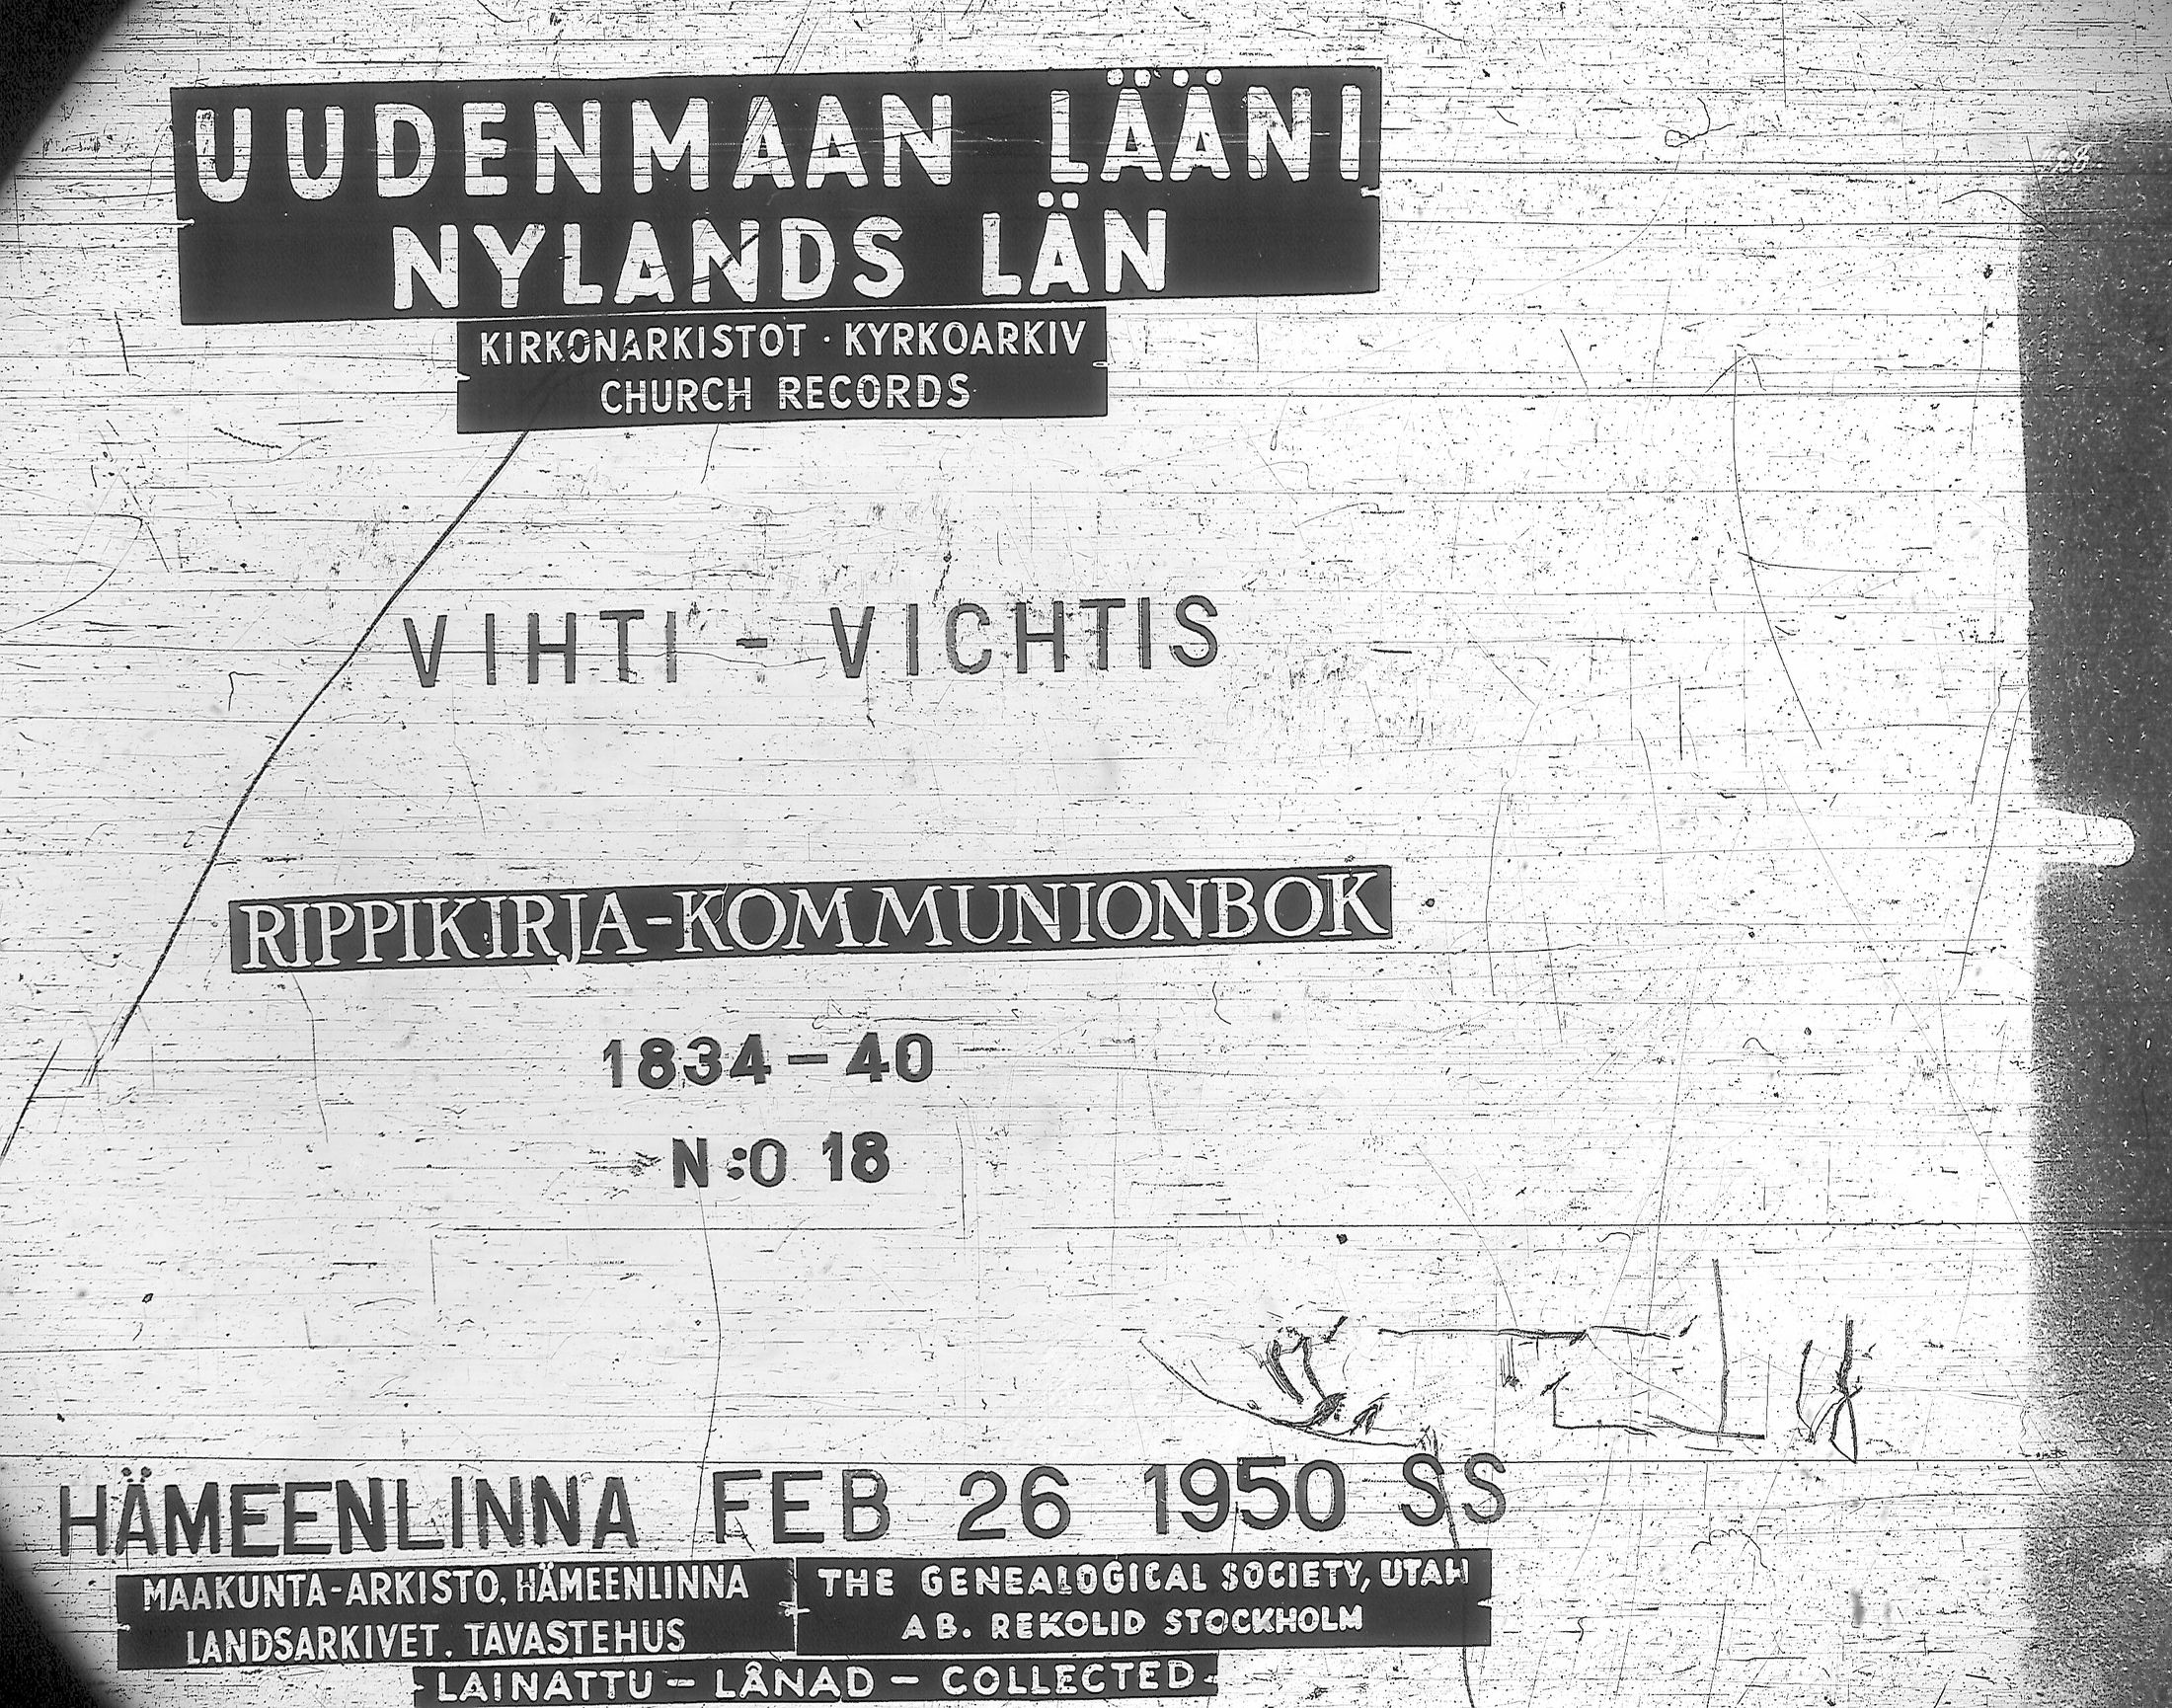 UUDENMAAN LÄÄNI
NYLANDS LÄN
KIRKONARKISTOT · KYRKOARKIV
CHURCH RECORDS
VIHTI - VICHTIS
RIPPIKIRJA-KOMMUNIONBOK
1834-40
N:O 18
HÄMEENLINNA FEB 26 1950 SS
MAAKUNTA-ARKISTO, HÄMEENLINNA
LANDSARKIVET, TAVASTEHUS
THE GENEALOGICAL SOCIETY, UTAH
AB. REKOLID STOCKHOLM
LAINATTU - LÅNAD - COLLECTED